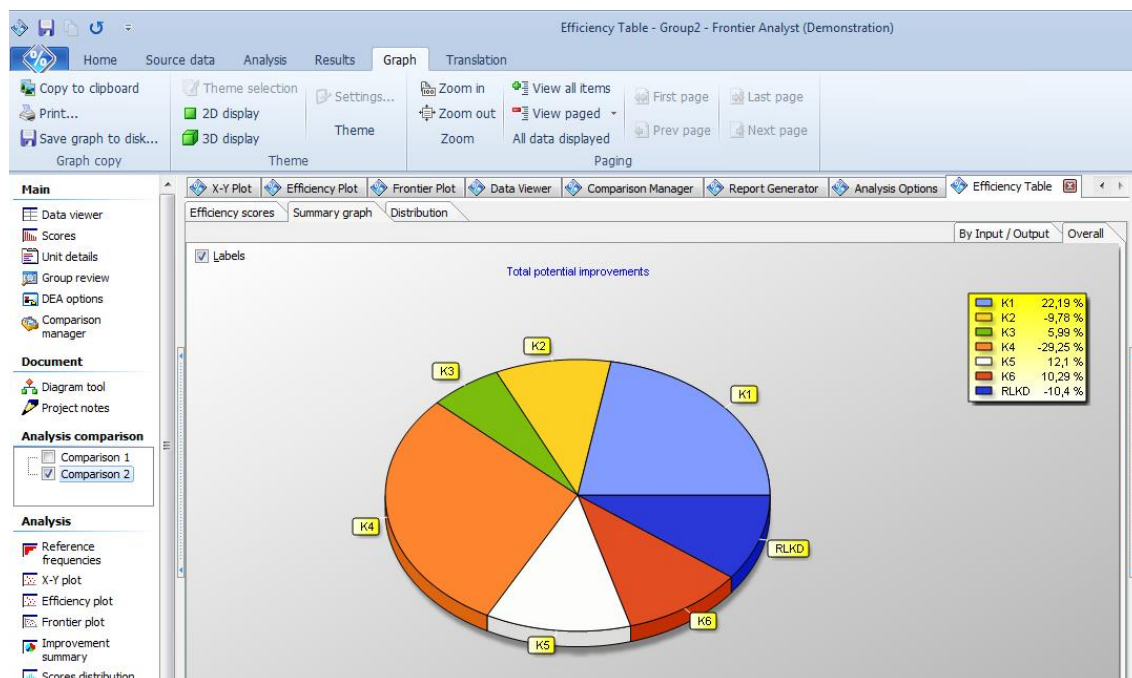 Efficiency Table - Group2 - Frontier Analyst (Demonstration)
Home Source data Analysis Results Graph Translation
Copy to clipboard
Print...
Save graph to disk...
Graph copy
Theme selection
2D display
3D display
Settings...
Theme
Theme
Zoom in
Zoom out
Zoom
View all items
View paged
All data displayed
First page
Prev page
Last page
Next page
Paging
Main
Data viewer
Scores
Unit details
Group review
DEA options
Comparison
manager
Document
Diagram tool
Project notes
Analysis comparison
Comparison 1
Comparison 2
Analysis
Reference
frequencies
X-Y plot
Efficiency plot
Frontier plot
Improvement
summary
Scores distribution
X-Y Plot Efficiency Plot Frontier Plot Data Viewer Comparison Manager Report Generator Analysis Options Efficiency Table
Efficiency scores Summary graph Distribution
By Input / Output Overall
Labels
Total potential improvements
K1 22,19 %
K2 -9,78 %
K3 5,99 %
K4 -29,25 %
K5 12,1 %
K6 10,29 %
RLKD -10,4 %
K2
K3
K1
K4
RLKD
K6
K5